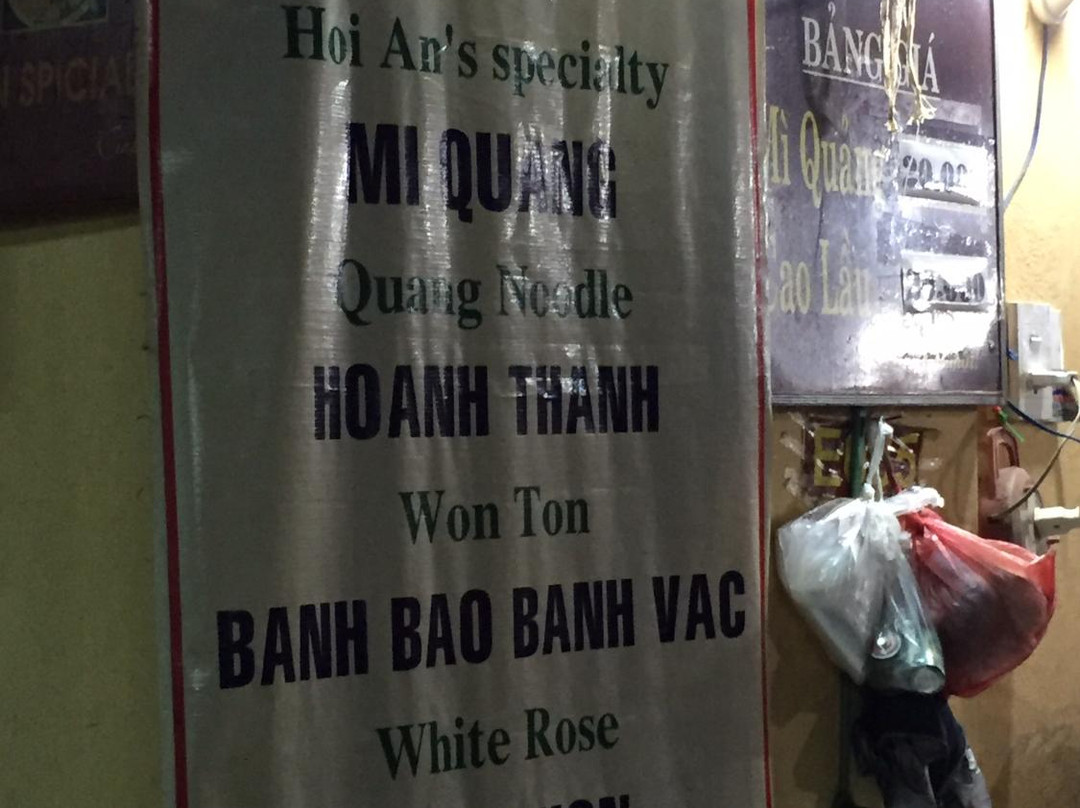 SPICIAL
Hoi An's specialty
MI QUANG
Quang Noodle
HOANH THANH
Won Ton
BANH BAO BANH VAC
White Rose
BẢNG GIÁ
Mì Quảng
Cao Lầu